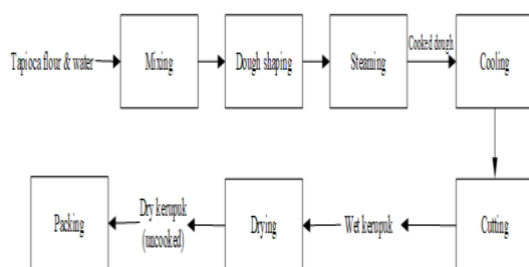 Tapioca flour & water
Mixing
Dough shaping
Steaming
Cooked dough
Cooling
Cutting
Wet kerupuk
Drying
Dry kerupuk
(uncooked)
Packing